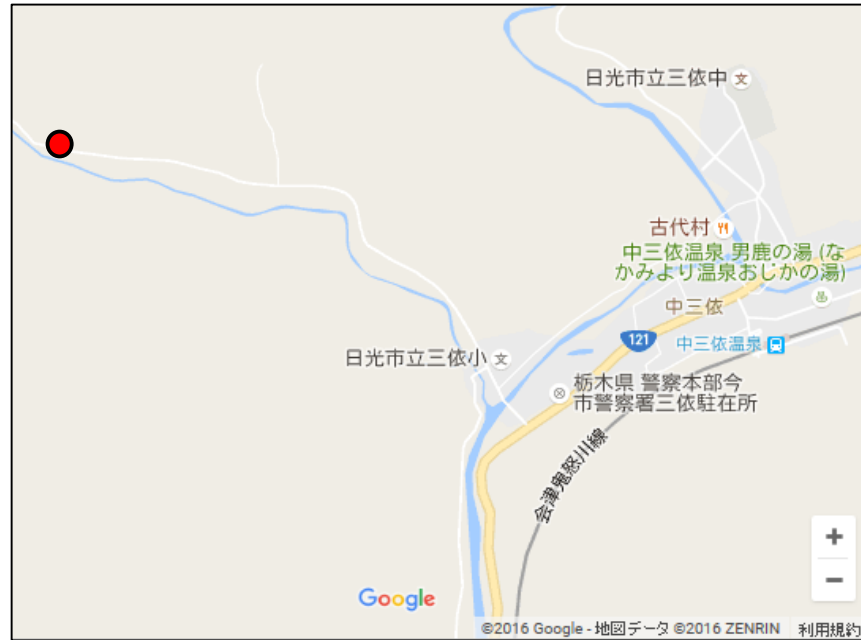 日光市立三依中
古代村
中三依温泉 男鹿の湯 (な
かみより温泉おじかの湯)
中三依
121
中三依温泉
日光市立三依小
栃木県 警察本部今
市警察署三依駐在所
会津鬼怒川線
Google
©2016 Google - 地図データ ©2016 ZENRIN 利用規約